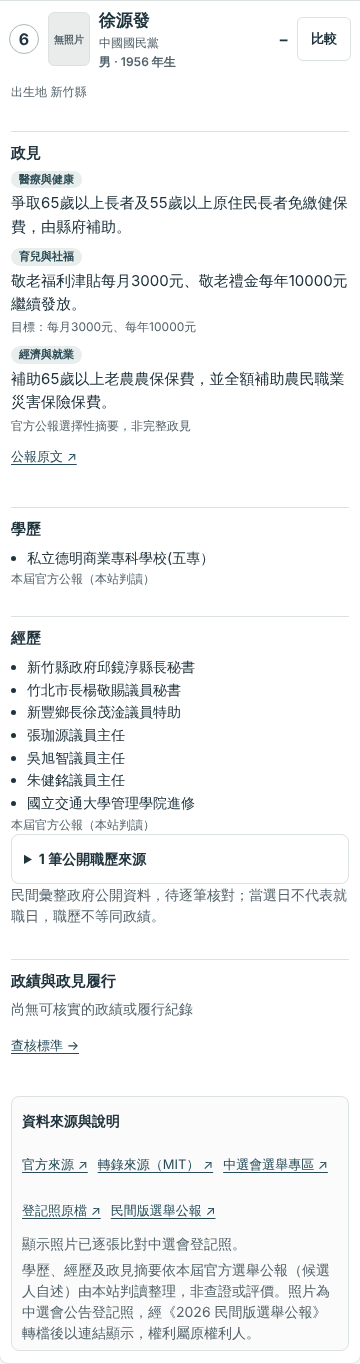 6
無照片
徐源發
中國國民黨
男 · 1956 年生
–
比較
出生地 新竹縣
政見
醫療與健康
爭取65歲以上長者及55歲以上原住民長者免繳健保
費，由縣府補助。
育兒與社福
敬老福利津貼每月3000元、敬老禮金每年10000元
繼續發放。
目標：每月3000元、每年10000元
經濟與就業
補助65歲以上老農農保保費，並全額補助農民職業
災害保險保費。
官方公報選擇性摘要，非完整政見
公報原文 ↗
學歷
• 私立德明商業專科學校(五專）
本屆官方公報（本站判讀）
經歷
• 新竹縣政府邱鏡淳縣長秘書
• 竹北市長楊敬賜議員秘書
• 新豐鄉長徐茂淦議員特助
• 張珈源議員主任
• 吳旭智議員主任
• 朱健銘議員主任
• 國立交通大學管理學院進修
本屆官方公報（本站判讀）
▶ 1 筆公開職歷來源
民間彙整政府公開資料，待逐筆核對；當選日不代表就
職日，職歷不等同政績。
政績與政見履行
尚無可核實的政績或履行紀錄
查核標準 →
資料來源與說明
官方來源 ↗ 轉錄來源（MIT） ↗ 中選會選舉專區 ↗
登記照原檔 ↗ 民間版選舉公報 ↗
顯示照片已逐張比對中選會登記照。
學歷、經歷及政見摘要依本屆官方選舉公報（候選
人自述）由本站判讀整理，非查證或評價。照片為
中選會公告登記照，經《2026 民間版選舉公報》
轉檔後以連結顯示，權利屬原權利人。